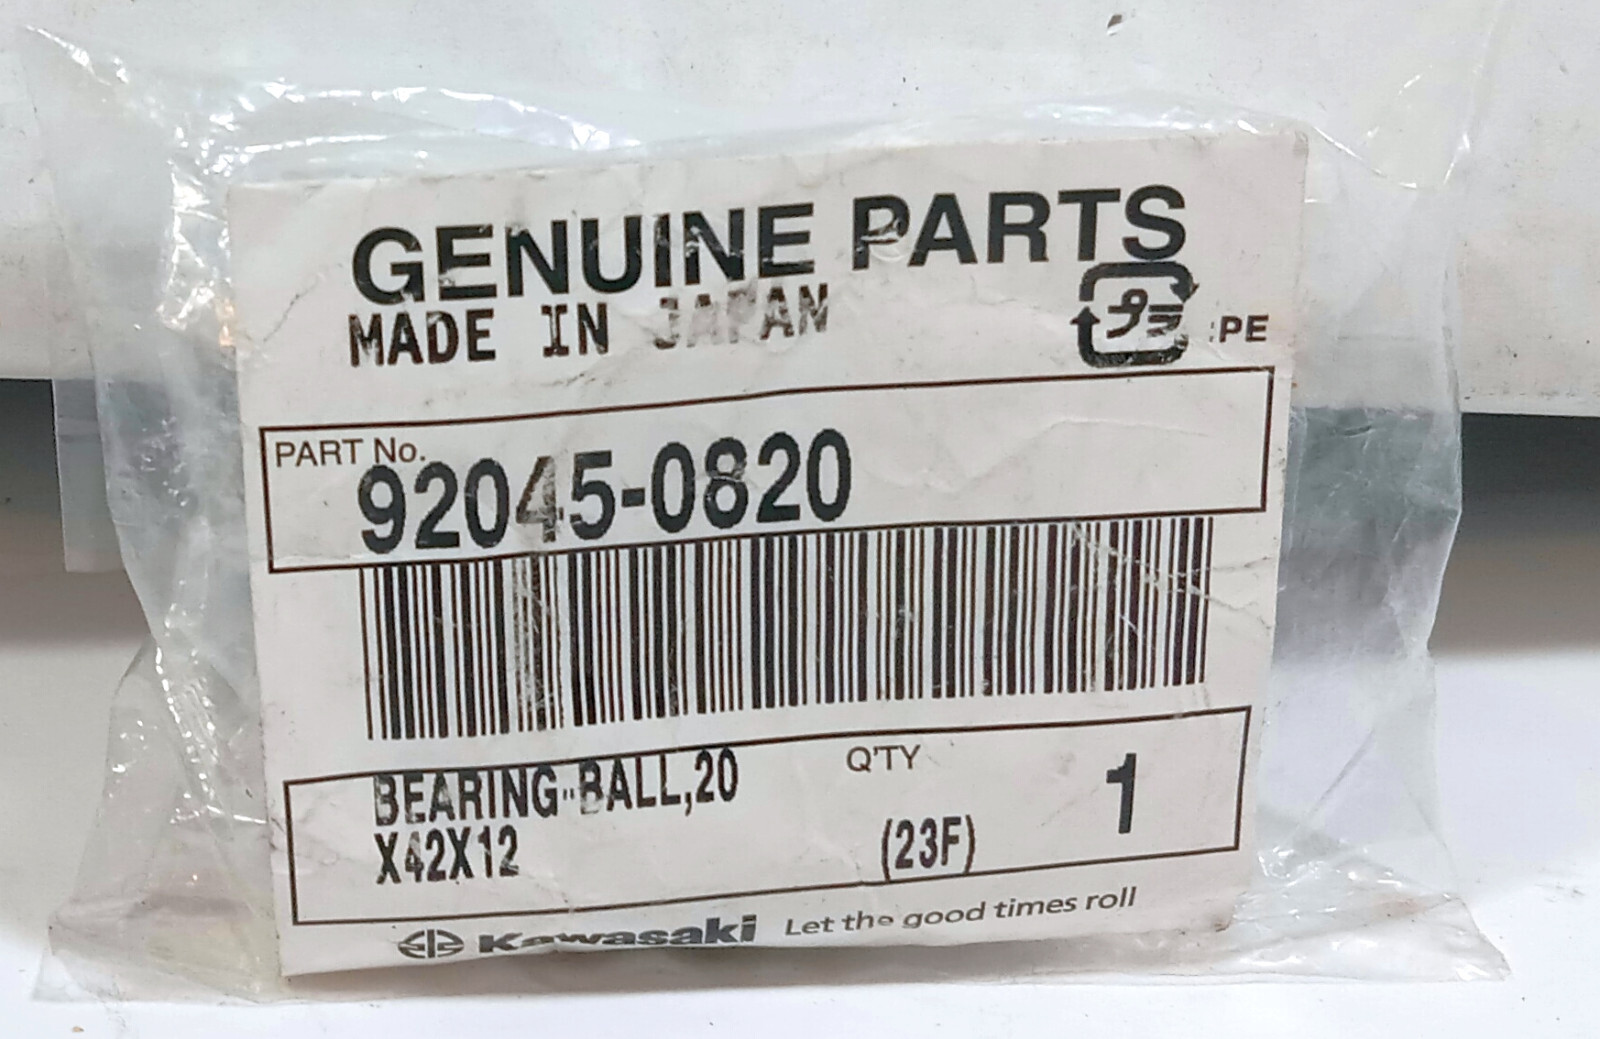 GENUINE PARTS
MADE IN JAPAN
プラ :PE
PART No.
92045-0820
BEARING-BALL,20
X42X12
Q'TY
(23F)
1
Kawasaki Let the good times roll